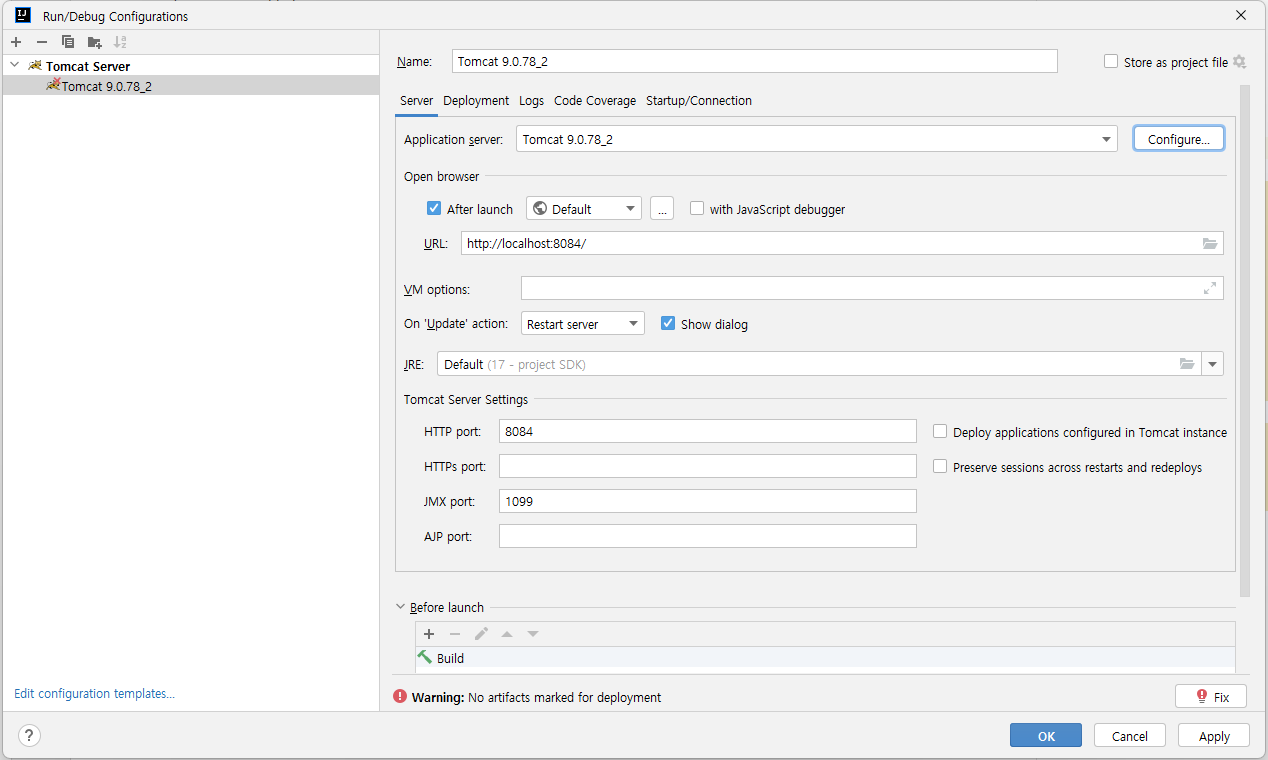 Run/Debug Configurations
Tomcat Server
Tomcat 9.0.78_2
Edit configuration templates...
Name: Tomcat 9.0.78_2 Store as project file
Server Deployment Logs Code Coverage Startup/Connection
Application server: Tomcat 9.0.78_2 Configure...
Open browser
After launch Default ... with JavaScript debugger
URL: http://localhost:8084/
VM options:
On 'Update' action: Restart server Show dialog
JRE: Default (17 - project SDK)
Tomcat Server Settings
HTTP port: 8084 Deploy applications configured in Tomcat instance
HTTPs port: Preserve sessions across restarts and redeploys
JMX port: 1099
AJP port:
Before launch
Build
Warning: No artifacts marked for deployment Fix
? OK Cancel Apply